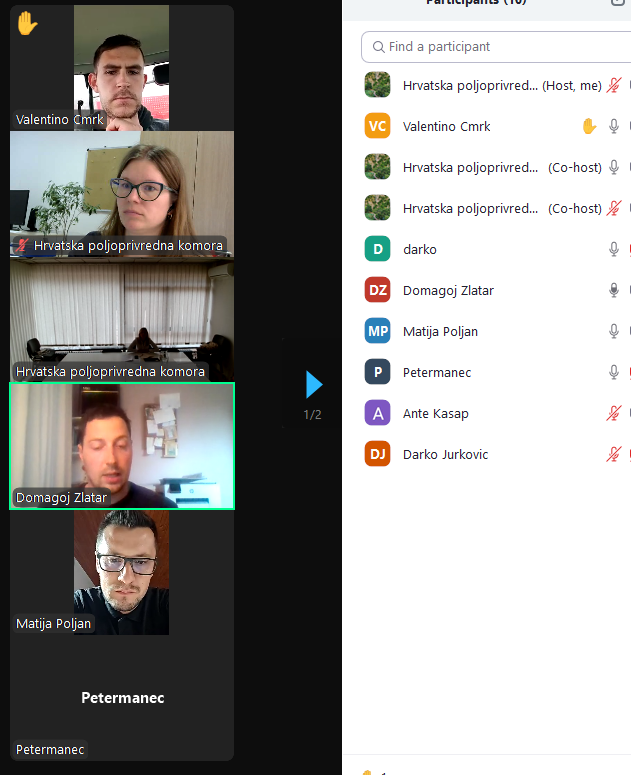 Valentino Cmrk
Hrvatska poljoprivredna komora
Hrvatska poljoprivredna komora
Domagoj Zlatar
Matija Poljan
Petermanec
Petermanec
1/2
Participants (10)
Find a participant
Hrvatska poljoprivred... (Host, me)
VC Valentino Cmrk
Hrvatska poljoprivred... (Co-host)
Hrvatska poljoprivred... (Co-host)
D darko
DZ Domagoj Zlatar
MP Matija Poljan
P Petermanec
A Ante Kasap
DJ Darko Jurkovic